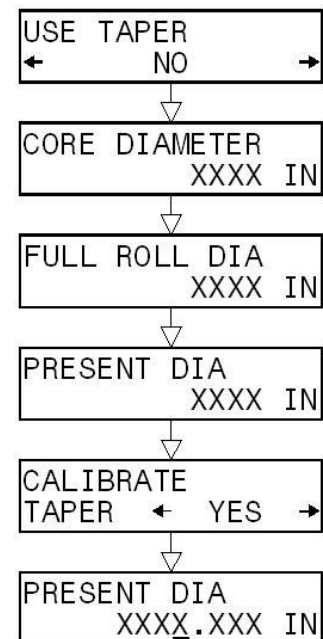 USE TAPER
← NO →
CORE DIAMETER
XXXX IN
FULL ROLL DIA
XXXX IN
PRESENT DIA
XXXX IN
CALIBRATE
TAPER ← YES →
PRESENT DIA
XXXX.XXX IN